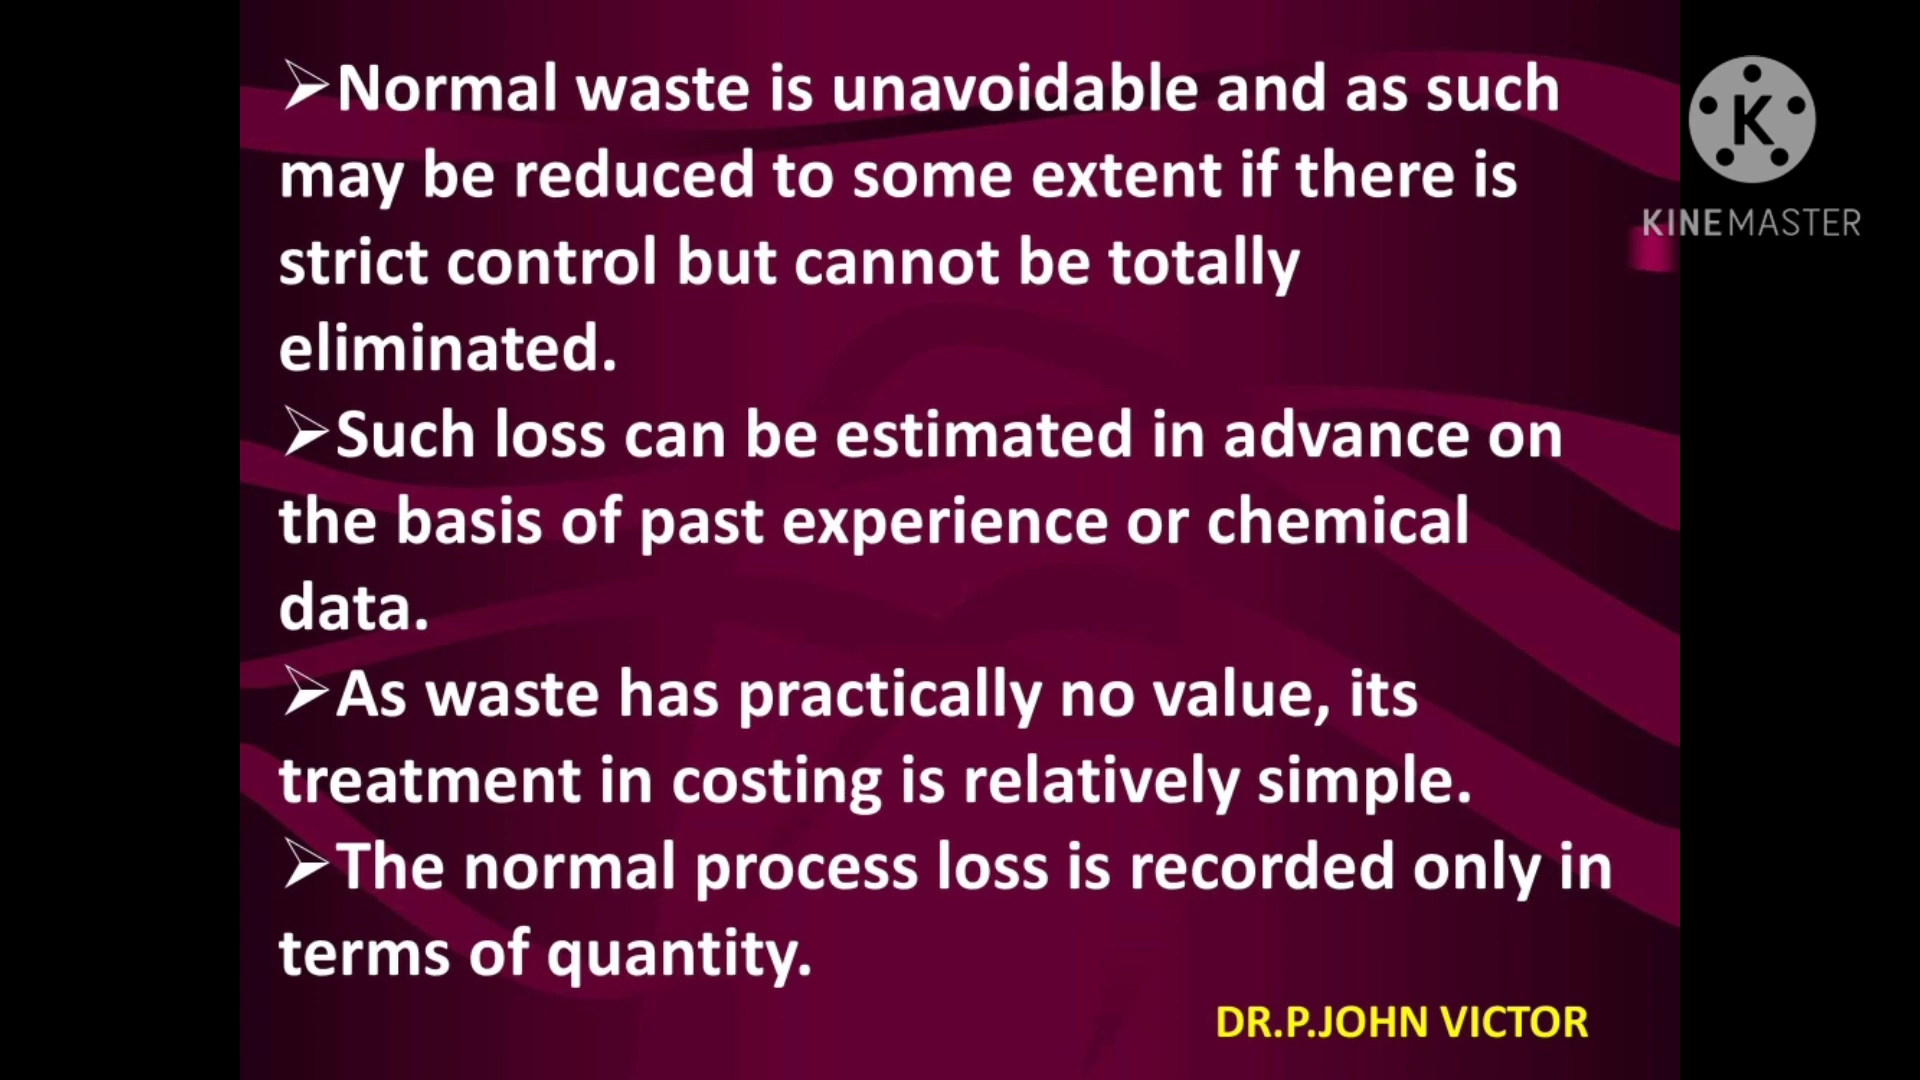 ➢Normal waste is unavoidable and as such
may be reduced to some extent if there is
strict control but cannot be totally
eliminated.
➢Such loss can be estimated in advance on
the basis of past experience or chemical
data.
➢As waste has practically no value, its
treatment in costing is relatively simple.
➢The normal process loss is recorded only in
terms of quantity.
DR.P.JOHN VICTOR
K
KINEMASTER